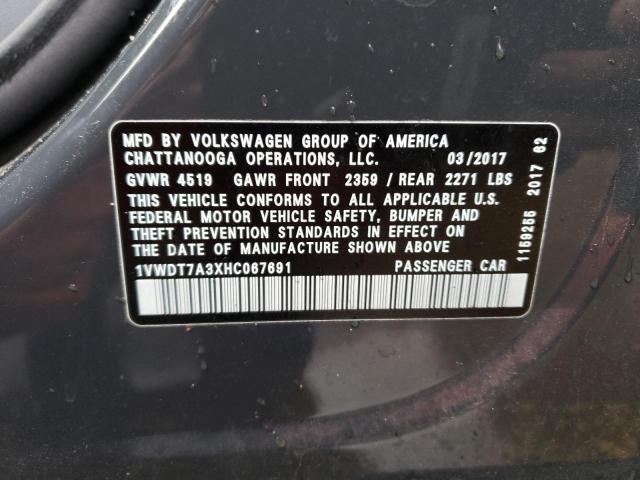 MFD BY VOLKSWAGEN GROUP OF AMERICA
CHATTANOOGA OPERATIONS, LLC. 03/2017
GVWR 4519 GAWR FRONT 2359 / REAR 2271 LBS
THIS VEHICLE CONFORMS TO ALL APPLICABLE U.S.
FEDERAL MOTOR VEHICLE SAFETY, BUMPER AND
THEFT PREVENTION STANDARDS IN EFFECT ON
THE DATE OF MANUFACTURE SHOWN ABOVE
1VWDT7A3XHC067691 PASSENGER CAR
1159255 2017 62